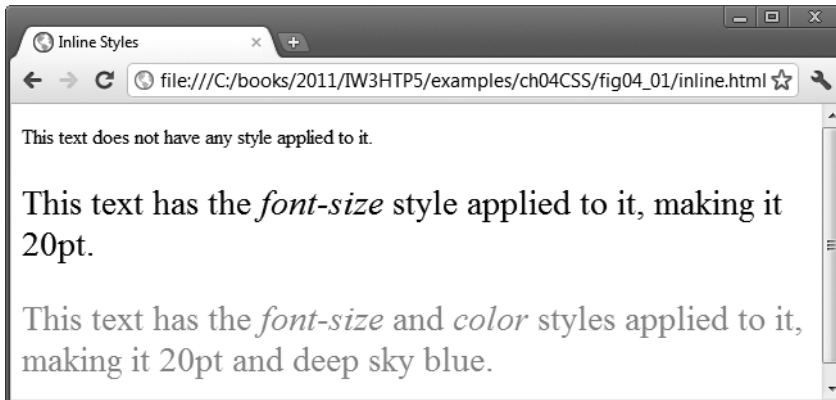 Inline Styles
file:///C:/books/2011/IW3HTP5/examples/ch04CSS/fig04_01/inline.html
This text does not have any style applied to it.
This text has the font-size style applied to it, making it
20pt.
This text has the font-size and color styles applied to it,
making it 20pt and deep sky blue.